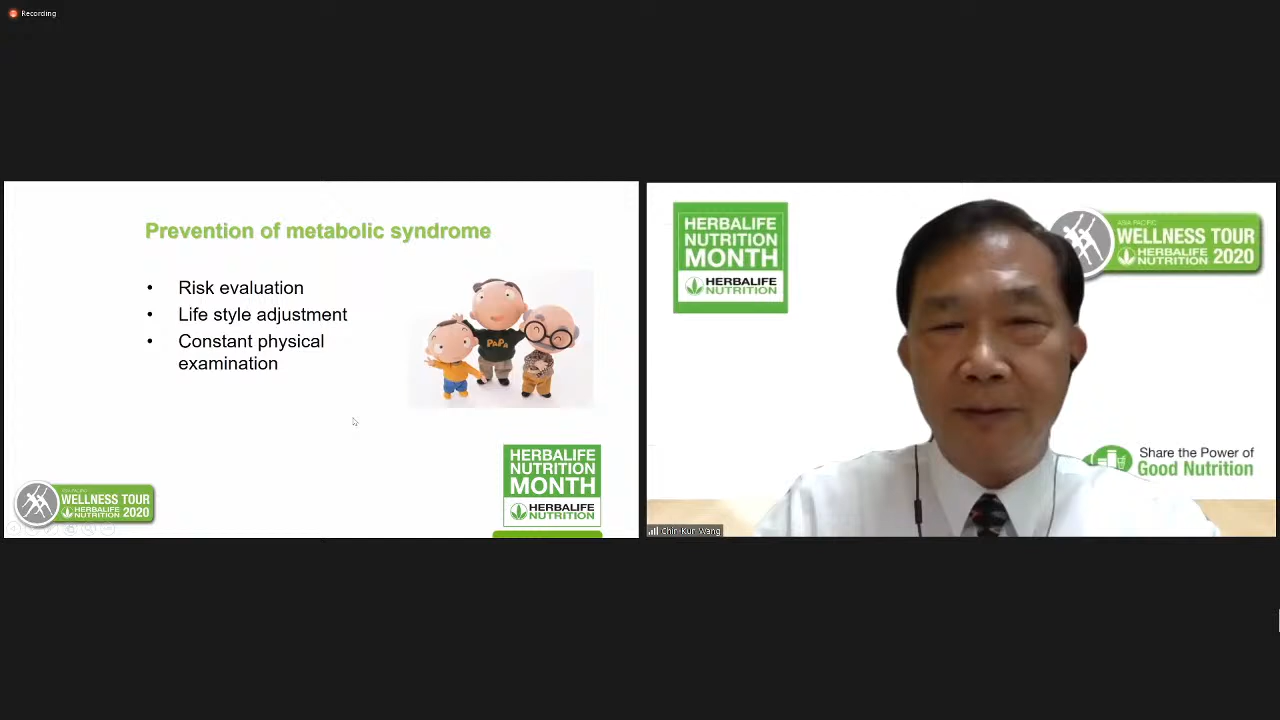 Recording
Prevention of metabolic syndrome
• Risk evaluation
• Life style adjustment
• Constant physical
examination
PAPA
HERBALIFE
NUTRITION
MONTH
HERBALIFE
NUTRITION
WELLNESS TOUR
HERBALIFE
NUTRITION
2020
HERBALIFE
NUTRITION
MONTH
HERBALIFE
NUTRITION
ASIA PACIFIC
WELLNESS TOUR
HERBALIFE
NUTRITION
2020
Share the Power of
Good Nutrition
Chin-Kun Wang